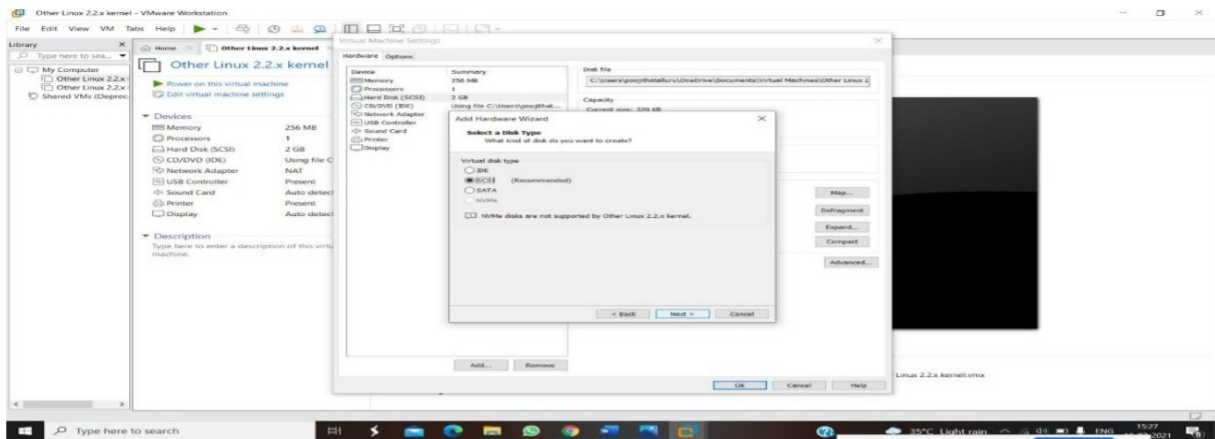 Other Linux 2.2.x kernel - VMware Workstation
File Edit View VM Tabs Help
Library
Type here to sea...
My Computer
Other Linux 2.2.x
Other Linux 2.2.x
Shared VMs (Deprec
Home
Other Linux 2.2.x kernel
Other Linux 2.2.x kernel
Power on this virtual machine
Edit virtual machine settings
Devices
Memory 256 MB
Processors 1
Hard Disk (SCSI) 2 GB
CD/DVD (IDE) Using file C
Network Adapter NAT
USB Controller Present
Sound Card Auto detect
Printer Present
Display Auto detect
Description
Type here to enter a description of this virtu
machine.
Virtual Machine Settings
Hardware Options
Device Summary
Memory 256 MB
Processors 1
Hard Disk (SCSI) 2 GB
CD/DVD (IDE) Using file C:\Users\poojthat...
Network Adapter
USB Controller
Sound Card
Printer
Display
Disk file
Capacity
Current size: 320 KB
Add Hardware Wizard
Select a Disk Type
What kind of disk do you want to create?
Virtual disk type
IDE
SCSI (Recommended)
SATA
NVMe
NVMe disks are not supported by Other Linux 2.2.x kernel.
< Back Next > Cancel
Map...
Defragment
Expand...
Compact
Advanced...
Add... Remove
OK Cancel Help
Linux 2.2.x kernel.vmx
Type here to search
35°C Light rain
ENG
15:27